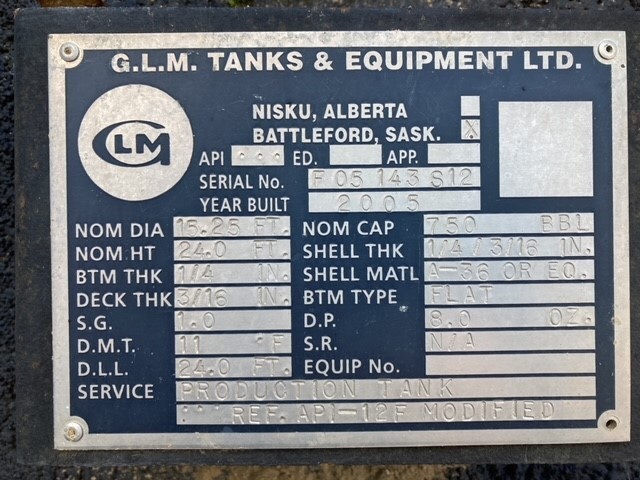 G.L.M. TANKS & EQUIPMENT LTD.
GLM
NISKU, ALBERTA
BATTLEFORD, SASK. X
API * * * ED. APP.
SERIAL No. F 05 143 S12
YEAR BUILT 2005
NOM DIA 15.25 FT. NOM CAP 750 BBL
NOM HT 24.0 FT. SHELL THK 1/4 / 3/16 IN.
BTM THK 1/4 IN. SHELL MATL A-36 OR EQ.
DECK THK 3/16 IN. BTM TYPE FLAT
S.G. 1.0 D.P. 8.0 OZ.
D.M.T. 11 °F S.R. N/A
D.L.L. 24.0 FT. EQUIP No.
SERVICE PRODUCTION TANK
*** REF. API-12F MODIFIED